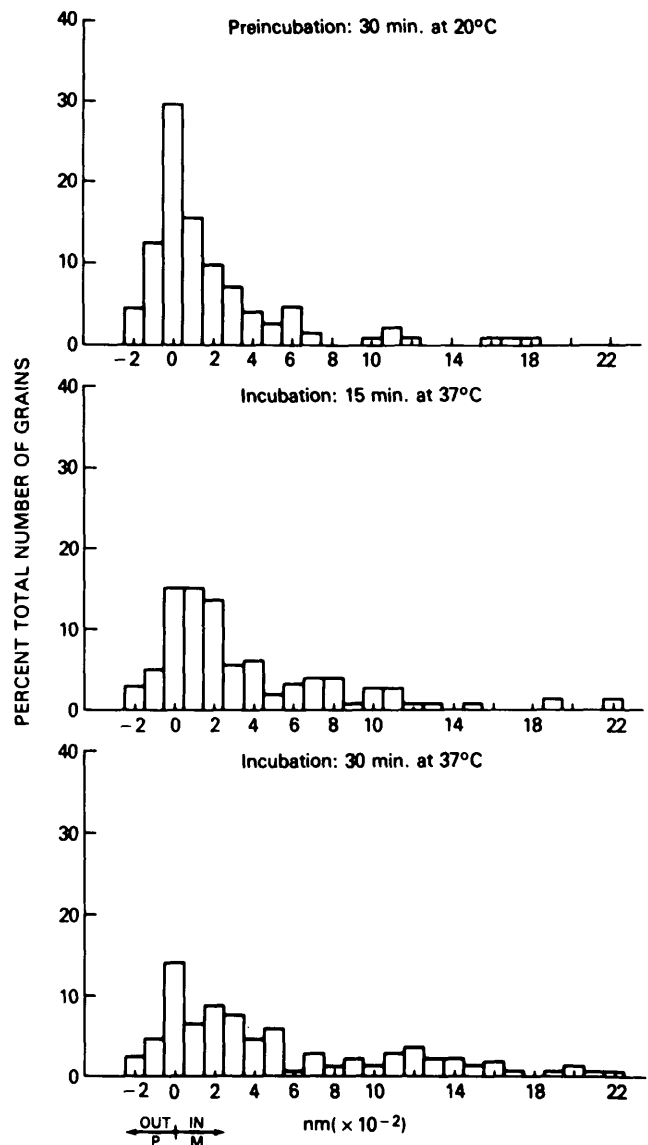 Preincubation: 30 min. at 20°C
40
30
20
10
0
−2 0 2 4 6 10 14 18 22
Incubation: 15 min. at 37°C
40
30
20
10
0
−2 0 2 4 6 8 10 14 18 22
Incubation: 30 min. at 37°C
40
30
20
10
0
−2 0 2 4 6 8 10 14 18 22
PERCENT TOTAL NUMBER OF GRAINS
OUT IN
P M
nm(×10⁻²)